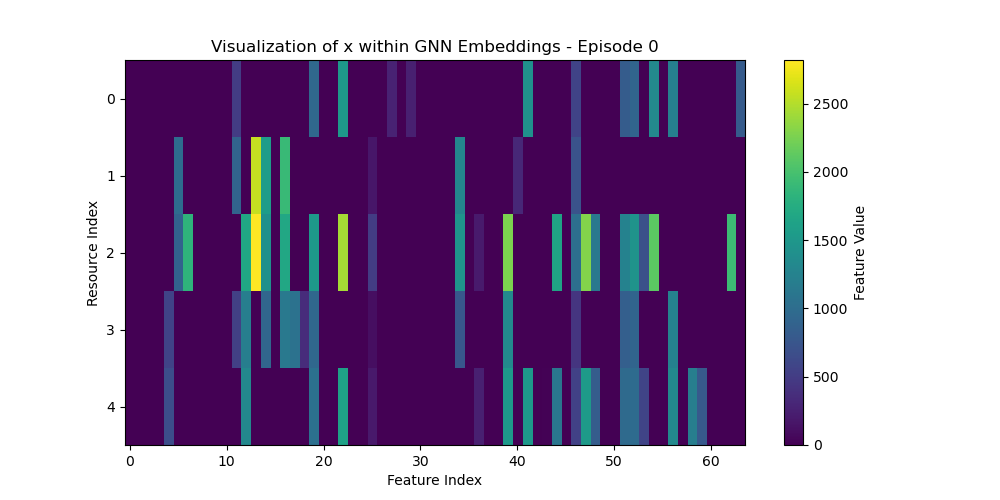 Visualization of x within GNN Embeddings - Episode 0
Resource Index
0
1
2
3
4
0 10 20 30 40 50 60
Feature Index
2500
2000
1500
1000
500
0
Feature Value